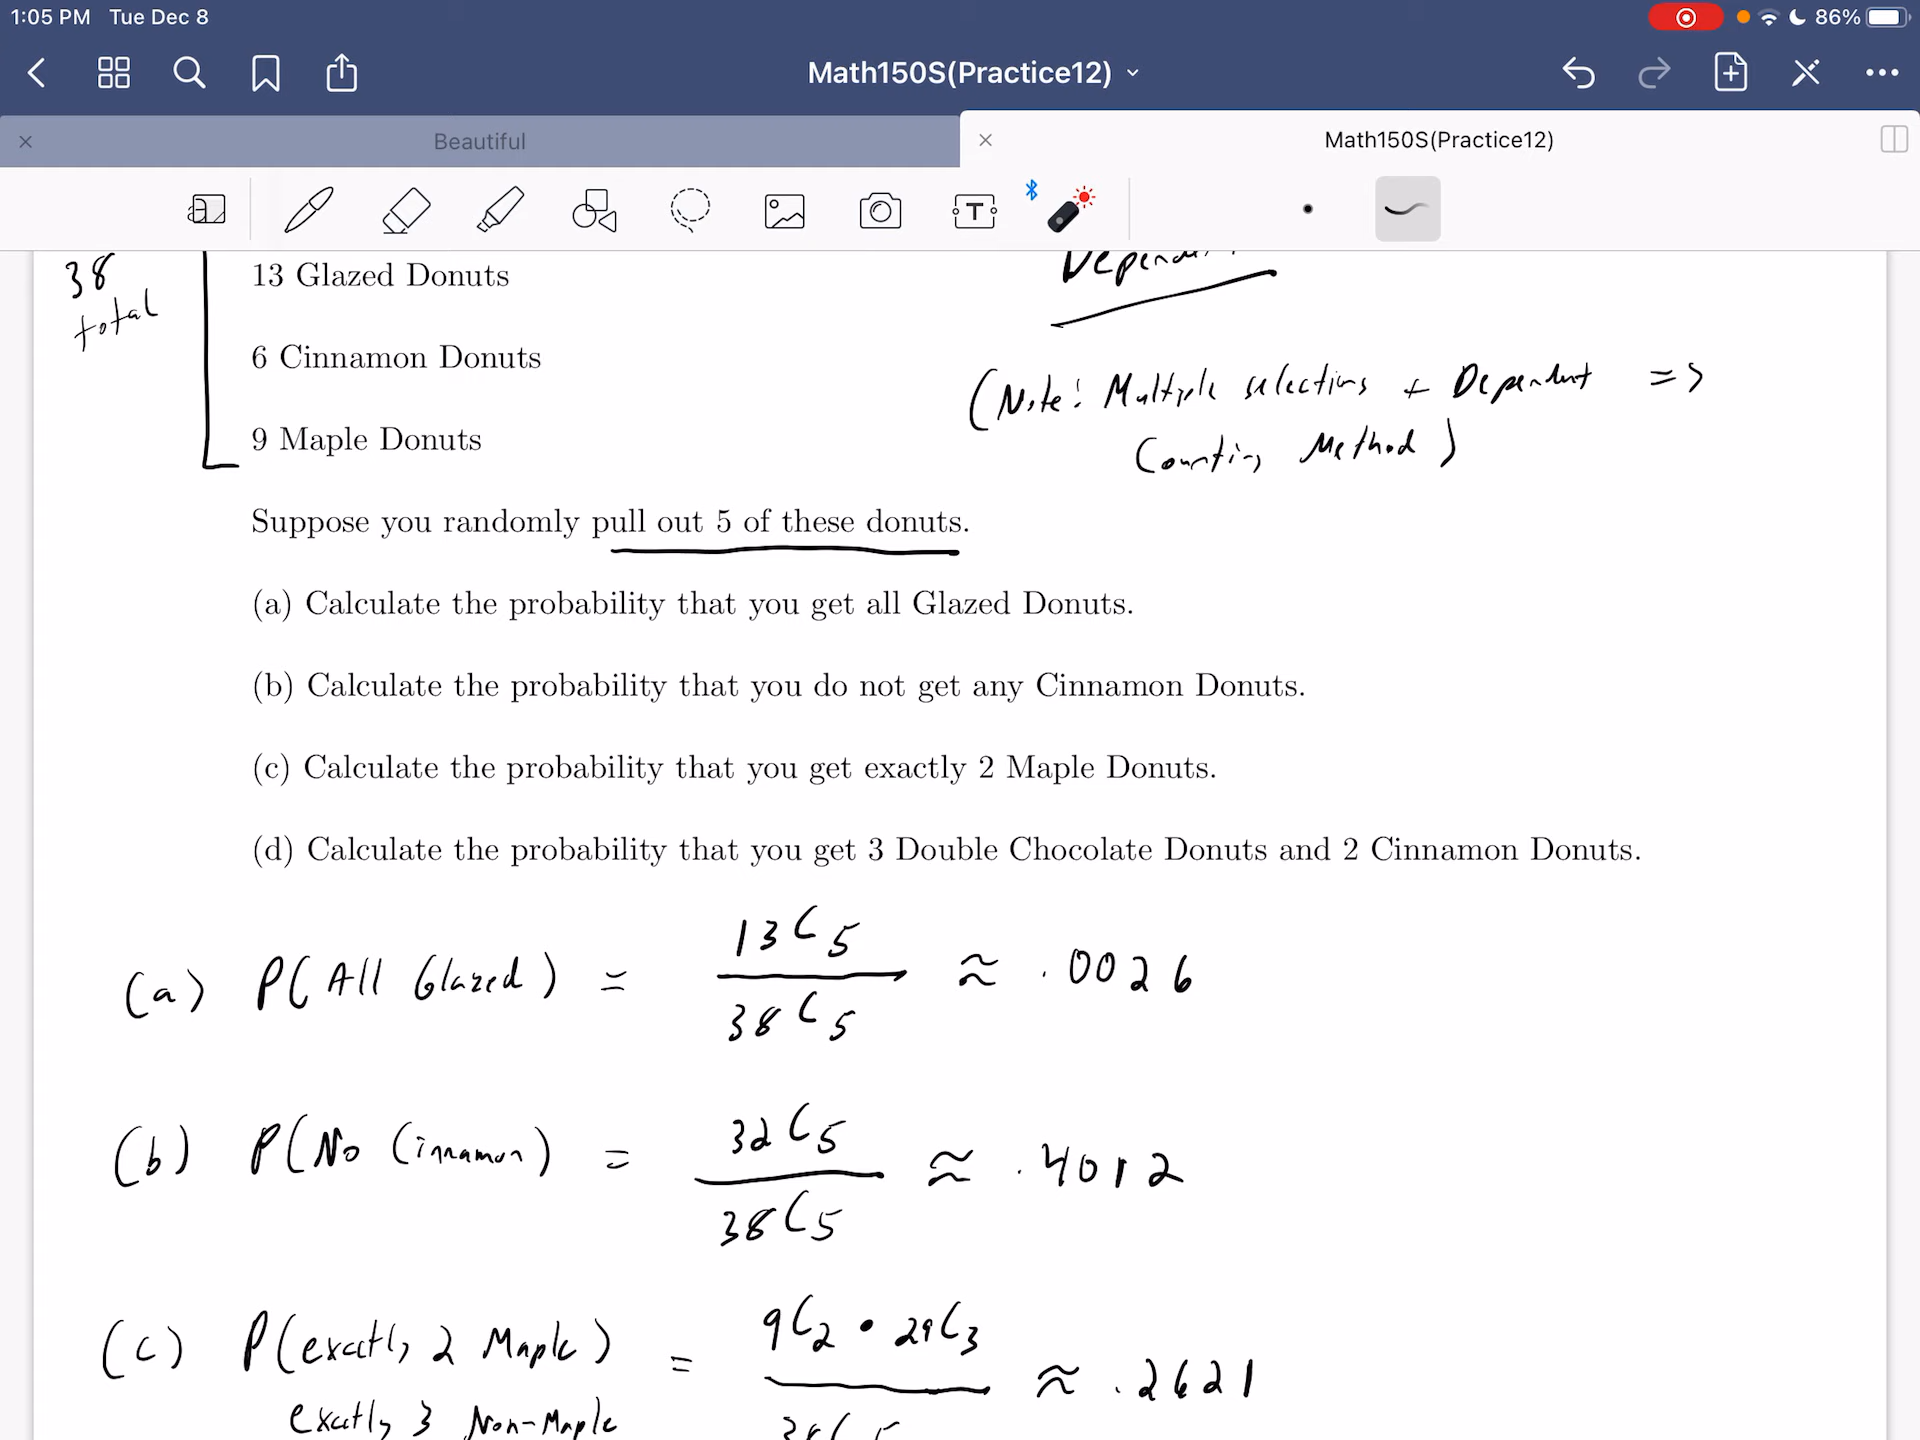 1:05 PM Tue Dec 8
86%
Math150S(Practice12)
Beautiful
Math150S(Practice12)
a
T
38
total
13 Glazed Donuts
6 Cinnamon Donuts
9 Maple Donuts
(Note: Multiple selections + Dependent =>
Counting Method)
Suppose you randomly pull out 5 of these donuts.
(a) Calculate the probability that you get all Glazed Donuts.
(b) Calculate the probability that you do not get any Cinnamon Donuts.
(c) Calculate the probability that you get exactly 2 Maple Donuts.
(d) Calculate the probability that you get 3 Double Chocolate Donuts and 2 Cinnamon Donuts.
13C5
(a) P(All Glazed) = ≈ .0026
38C5
32C5
(b) P(No Cinnamon) = ≈ .4012
38C5
9C2 • 29C3
(c) P(exactly 2 Maple) = ≈ .2621
exactly 3 Non-Maple